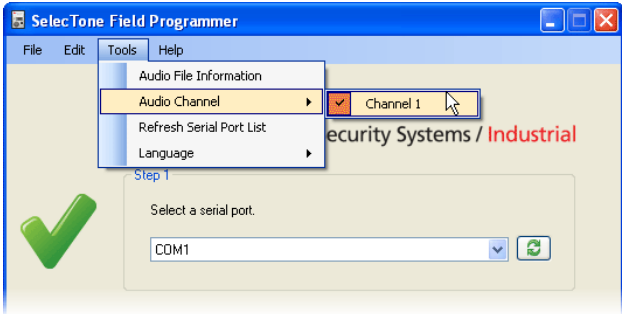 SelecTone Field Programmer
File Edit Tools Help
Audio File Information
Audio Channel
Channel 1
Refresh Serial Port List
ecurity Systems / Industrial
Language
Step 1
Select a serial port.
COM1